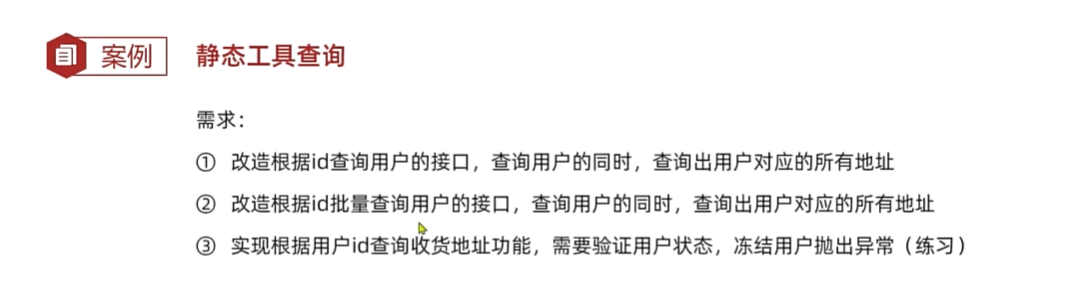 案例 静态工具查询
需求：
① 改造根据id查询用户的接口，查询用户的同时，查询出用户对应的所有地址
② 改造根据id批量查询用户的接口，查询用户的同时，查询出用户对应的所有地址
③ 实现根据用户id查询收货地址功能，需要验证用户状态，冻结用户抛出异常（练习）